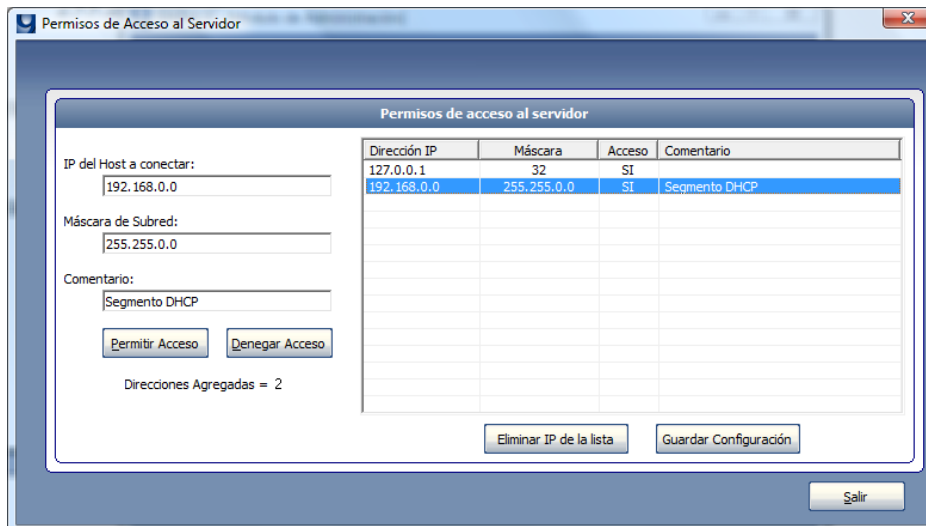 Permisos de Acceso al Servidor
Permisos de acceso al servidor
IP del Host a conectar:
192.168.0.0
Máscara de Subred:
255.255.0.0
Comentario:
Segmento DHCP
Permitir Acceso
Denegar Acceso
Direcciones Agregadas = 2
Dirección IP Máscara Acceso Comentario
127.0.0.1 32 SI
192.168.0.0 255.255.0.0 SI Segmento DHCP
Eliminar IP de la lista
Guardar Configuración
Salir